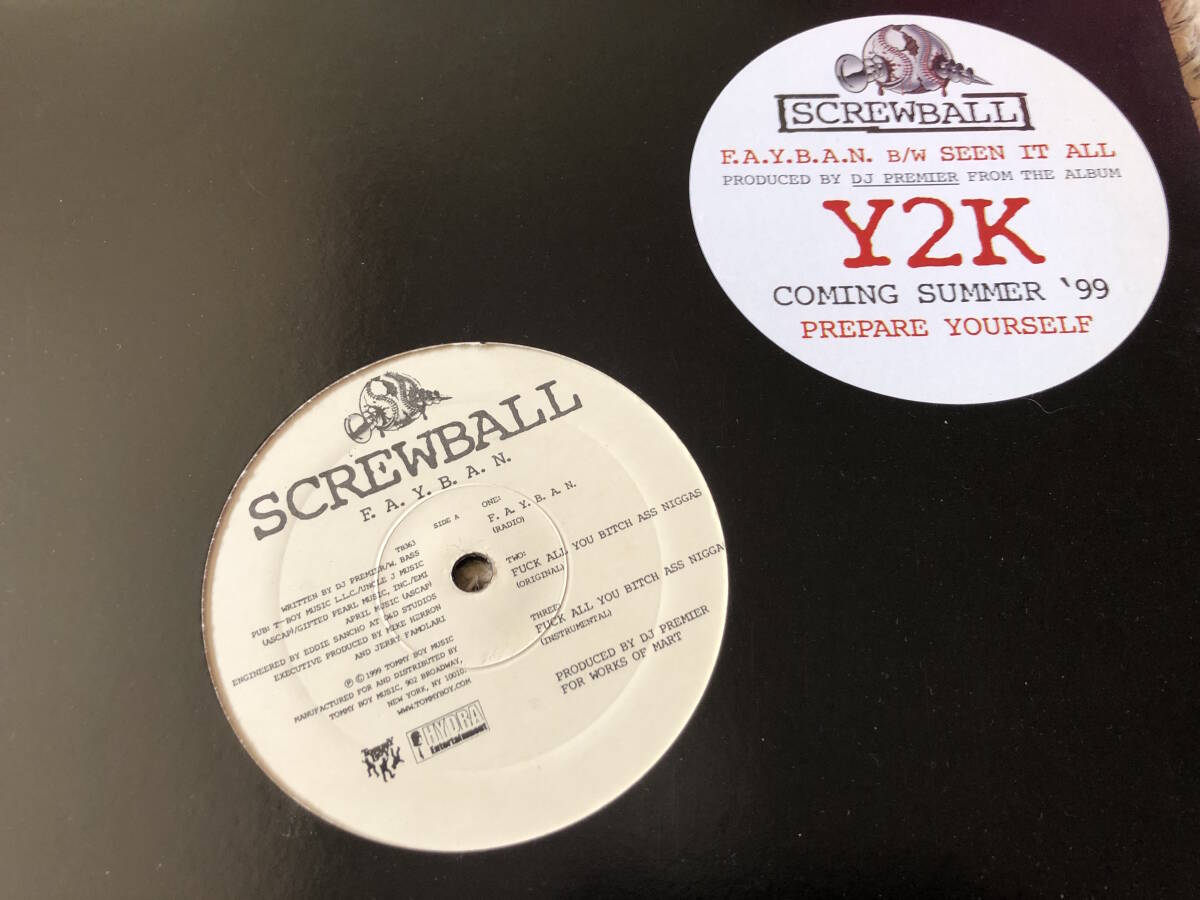 [SCREWBALL]
F.A.Y.B.A.N. B/W SEEN IT ALL
PRODUCED BY DJ PREMIER FROM THE ALBUM
Y2K
COMING SUMMER '99
PREPARE YOURSELF
SCREWBALL
F. A. Y. B. A. N.
TB363
SIDE A
WRITTEN BY DJ PREMIER/W. BASS
PUB: T-BOY MUSIC L.L.C./UNCLE J MUSIC
(ASCAP)/GIFTED PEARL MUSIC, INC./EMI
APRIL MUSIC (ASCAP)
ENGINEERED BY EDDIE SANCHO AT D&D STUDIOS
EXECUTIVE PRODUCED BY MIKE HERRON
AND JERRY FAMOLARI
℗ © 1999 TOMMY BOY MUSIC
MANUFACTURED FOR AND DISTRIBUTED BY
TOMMY BOY MUSIC, 902 BROADWAY,
NEW YORK, NY 10010.
WWW.TOMMYBOY.COM
ONE:
F. A. Y. B. A. N.
(RADIO)
TWO:
FUCK ALL YOU BITCH ASS NIGGAS
(ORIGINAL)
THREE:
FUCK ALL YOU BITCH ASS NIGGA
(INSTRUMENTAL)
PRODUCED BY DJ PREMIER
FOR WORKS OF MART
TOMMY BOY
HYDRA
Entertainment